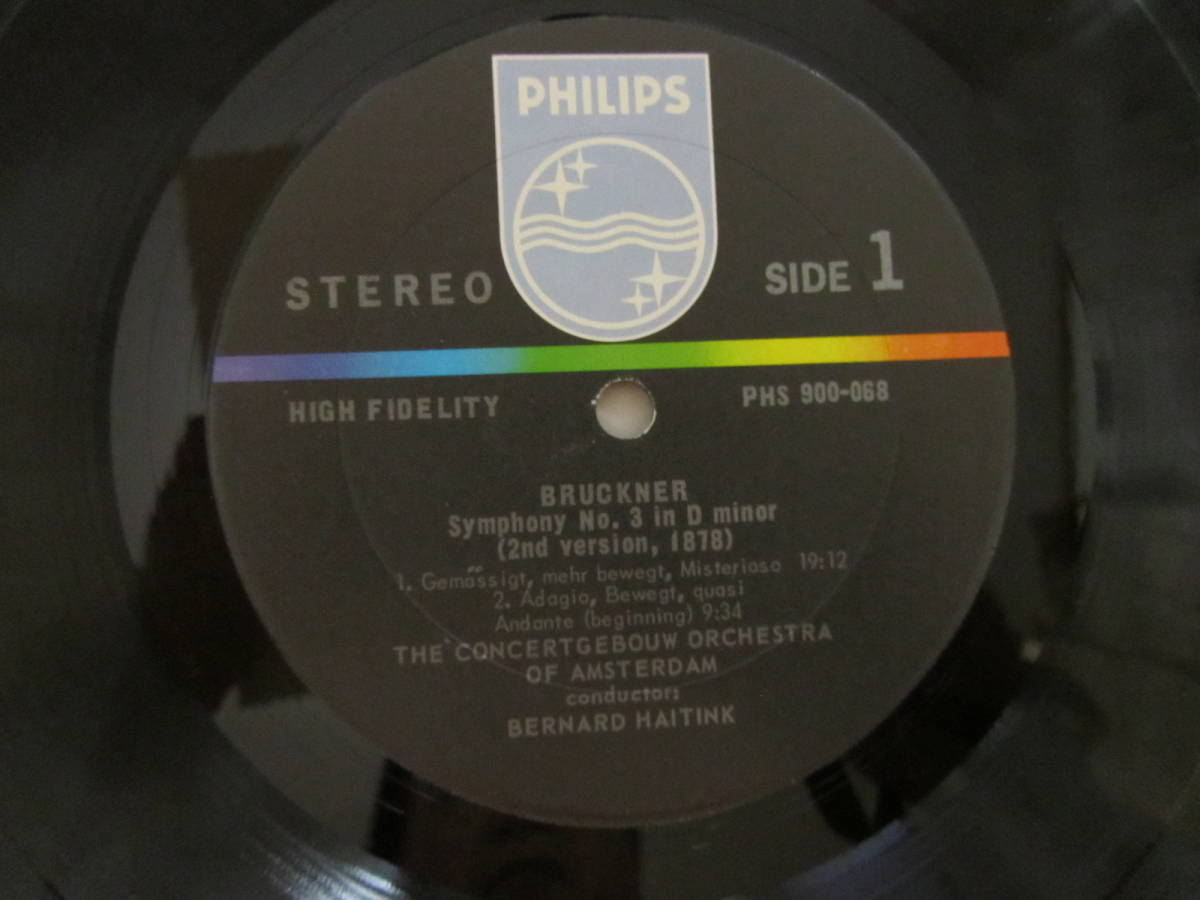 PHILIPS
STEREO
SIDE 1
HIGH FIDELITY
PHS 900-068
BRUCKNER
Symphony No. 3 in D minor
(2nd version, 1878)
1. Gemässigt, mehr bewegt, Misterioso 19:12
2. Adagio, Bewegt, quasi
Andante (beginning) 9:34
THE CONCERTGEBOUW ORCHESTRA
OF AMSTERDAM
conductor:
BERNARD HAITINK